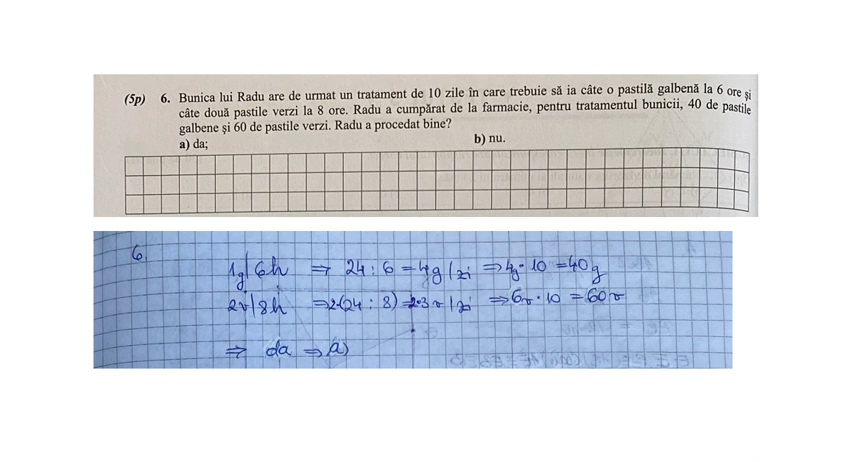 (5p) 6. Bunica lui Radu are de urmat un tratament de 10 zile în care trebuie să ia câte o pastilă galbenă la 6 ore și
câte două pastile verzi la 8 ore. Radu a cumpărat de la farmacie, pentru tratamentul bunicii, 40 de pastile
galbene și 60 de pastile verzi. Radu a procedat bine?
a) da; b) nu.
6.
1g/6h ⇒ 24 : 6 = 4g/zi ⇒ 4g · 10 = 40g
2v/8h ⇒ 2·(24 : 8) = 2·3v/zi ⇒ 6v · 10 = 60v
⇒ da ⇒ a)